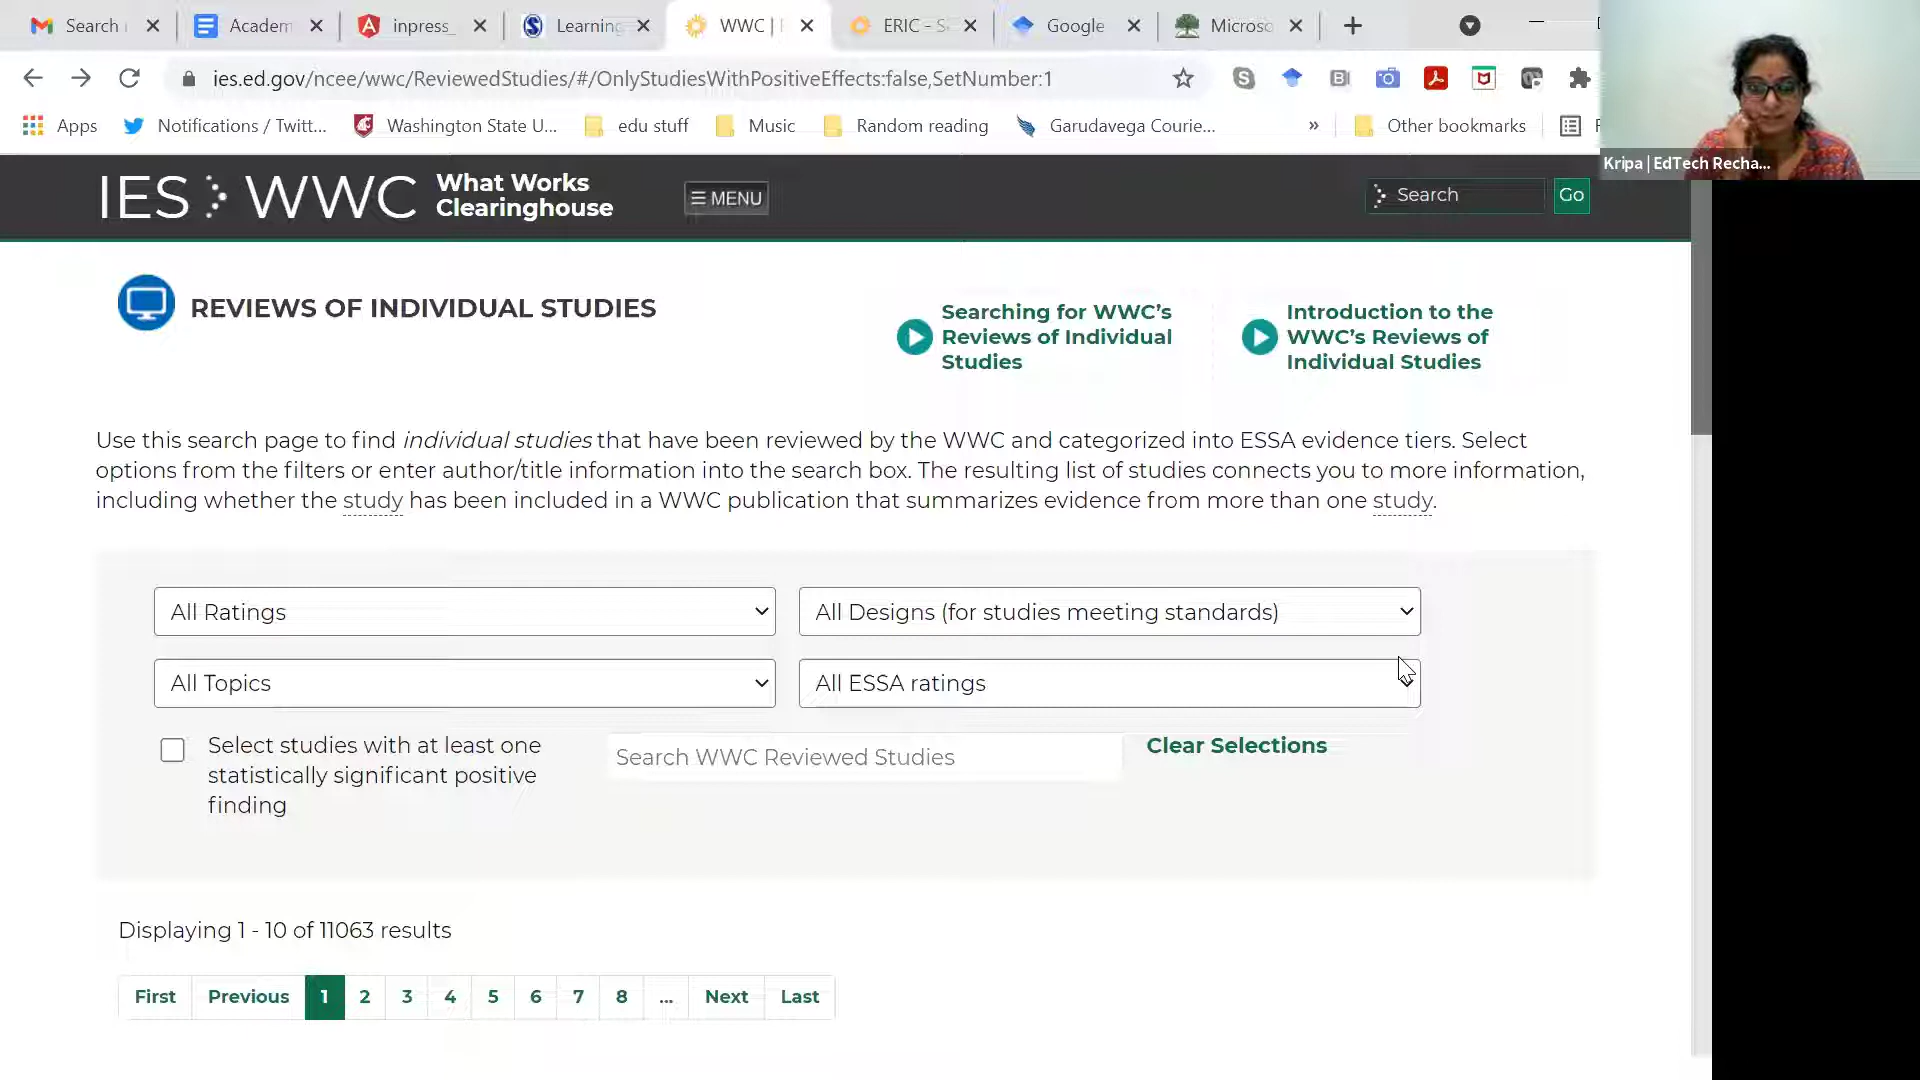 Search
Academ
inpress_
Learning
WWC |
ERIC - S
Google
Microso
ies.ed.gov/ncee/wwc/ReviewedStudies/#/OnlyStudiesWithPositiveEffects:false,SetNumber:1
Apps
Notifications / Twitt...
Washington State U...
edu stuff
Music
Random reading
Garudavega Courie...
»
Other bookmarks
Kripa | EdTech Recha...
IES WWC What Works
Clearinghouse
☰ MENU
Search
Go
REVIEWS OF INDIVIDUAL STUDIES
Searching for WWC's
Reviews of Individual
Studies
Introduction to the
WWC's Reviews of
Individual Studies
Use this search page to find individual studies that have been reviewed by the WWC and categorized into ESSA evidence tiers. Select
options from the filters or enter author/title information into the search box. The resulting list of studies connects you to more information,
including whether the study has been included in a WWC publication that summarizes evidence from more than one study.
All Ratings
All Designs (for studies meeting standards)
All Topics
All ESSA ratings
Select studies with at least one
statistically significant positive
finding
Search WWC Reviewed Studies
Clear Selections
Displaying 1 - 10 of 11063 results
First Previous 1 2 3 4 5 6 7 8 ... Next Last